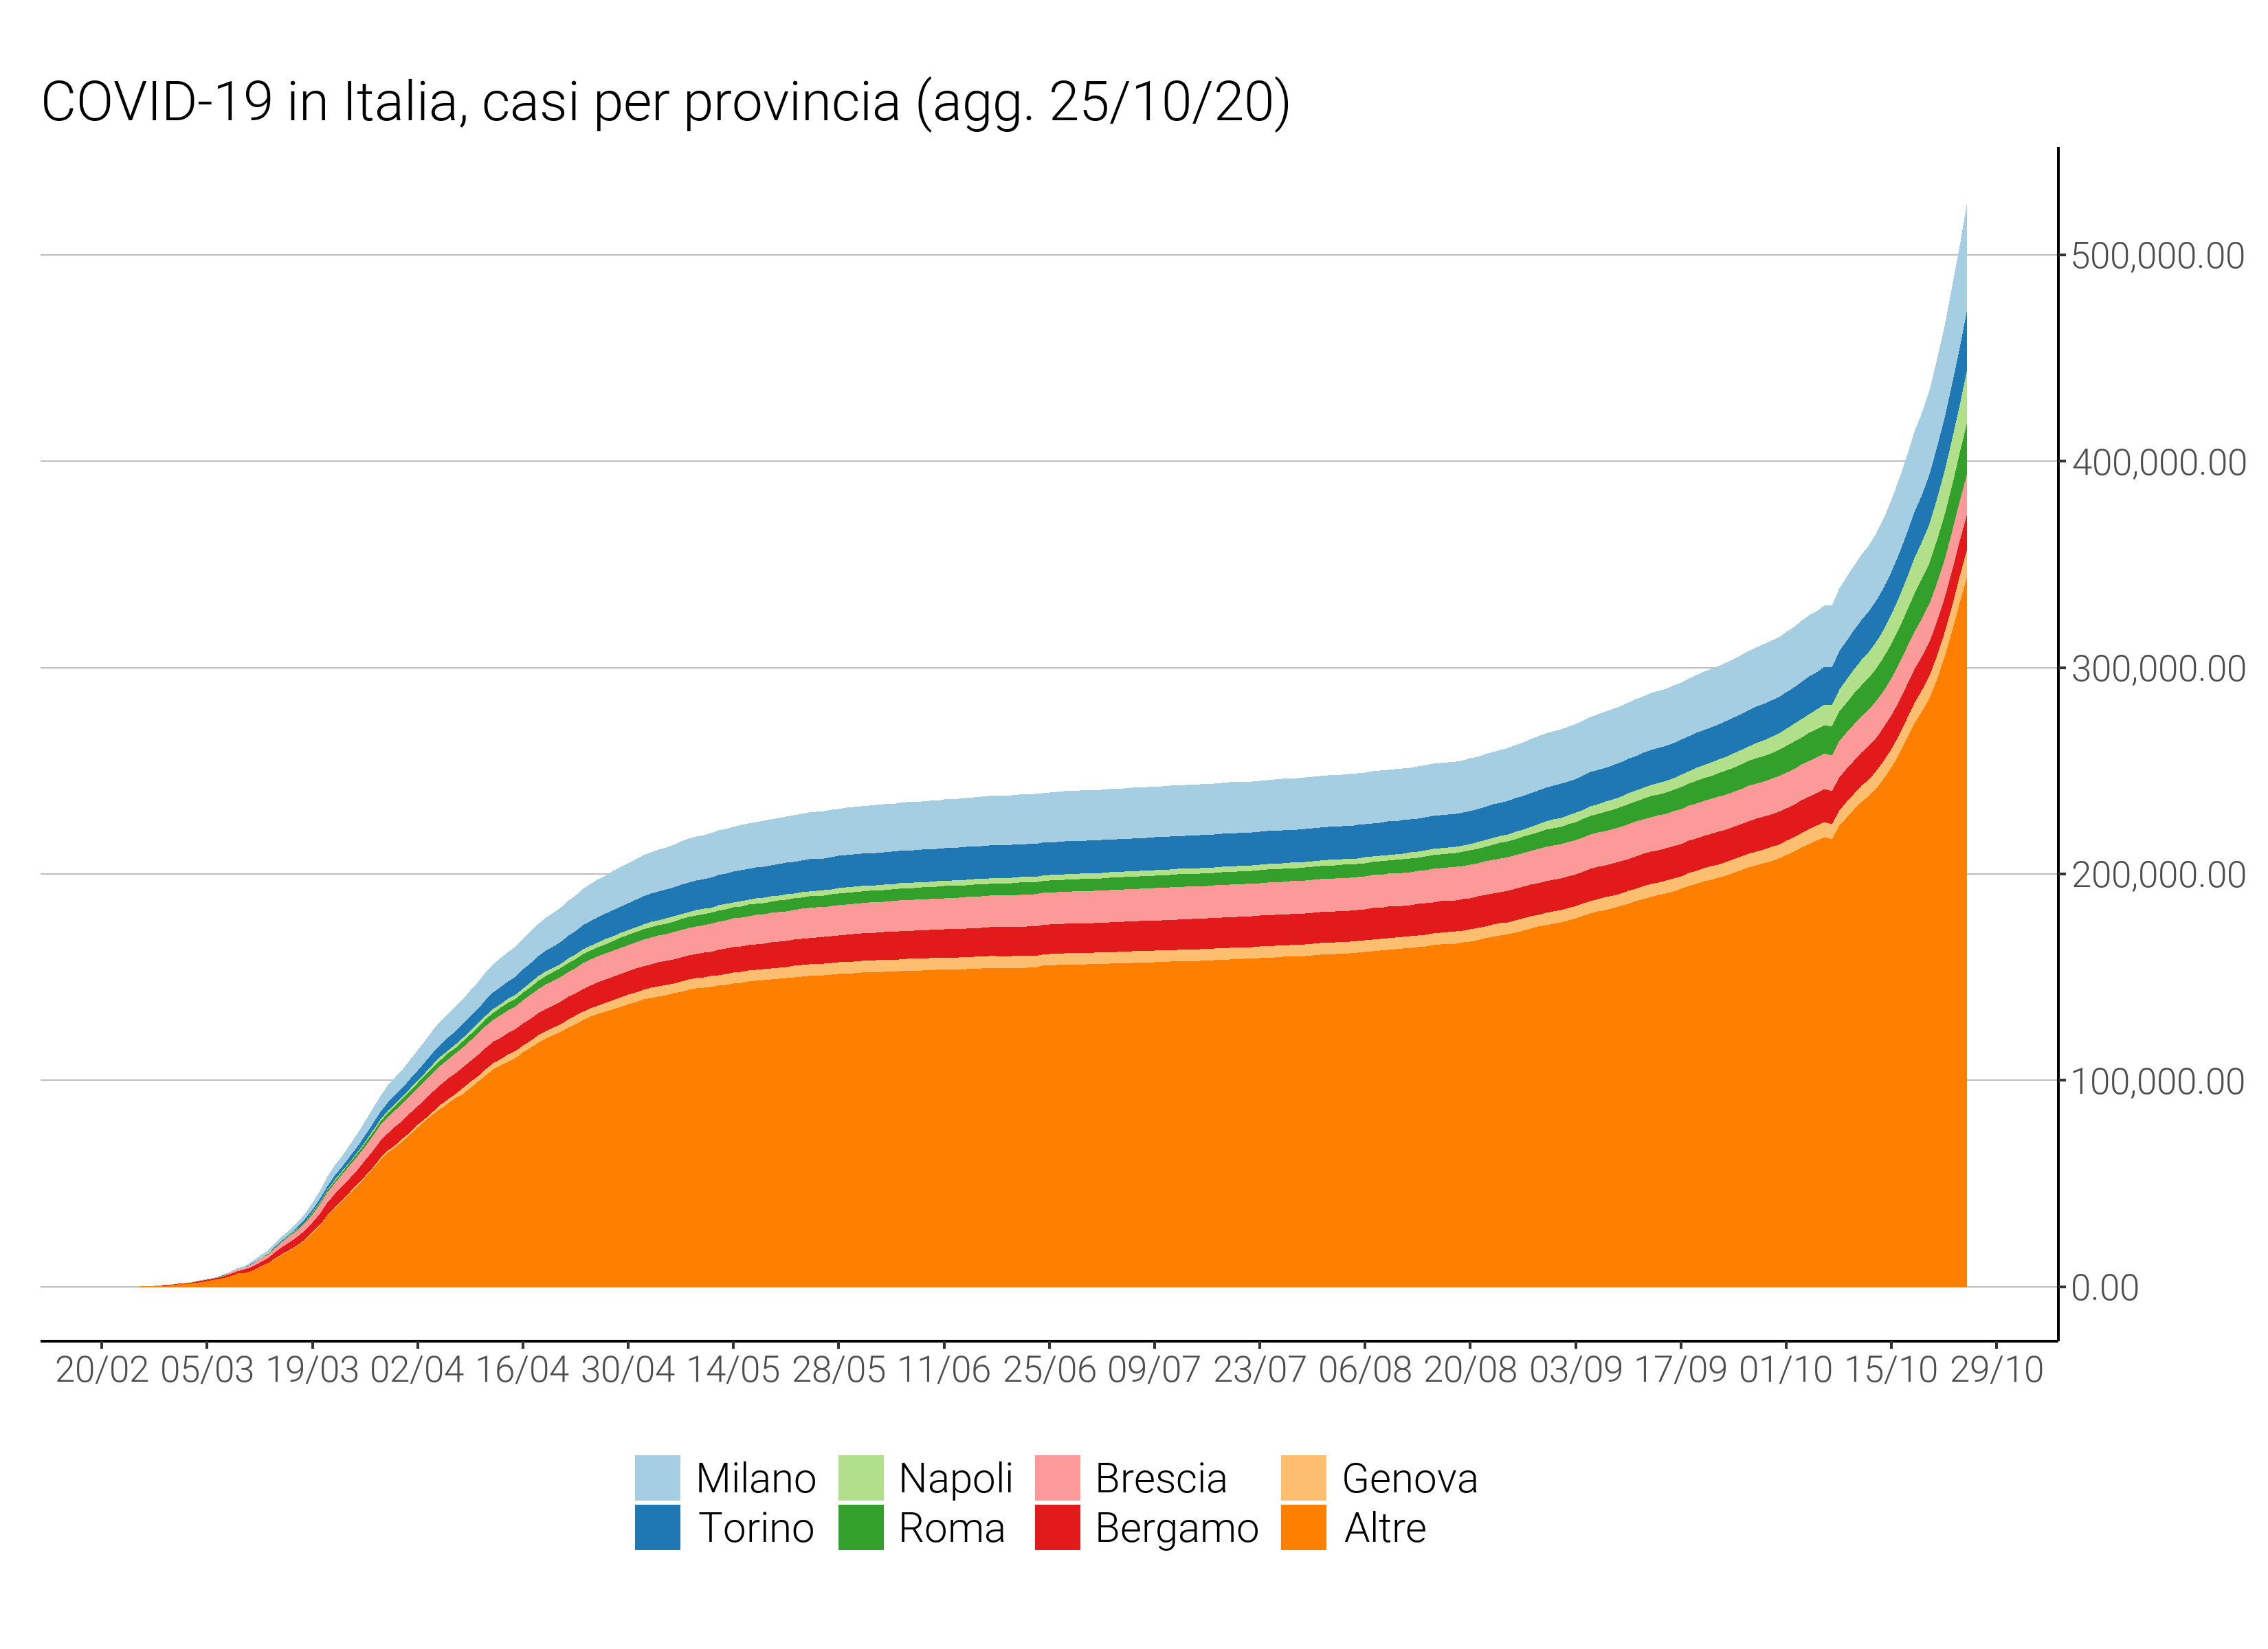 COVID-19 in Italia, casi per provincia (agg. 25/10/20)
500,000.00
400,000.00
300,000.00
200,000.00
100,000.00
0.00
20/02 05/03 19/03 02/04 16/04 30/04 14/05 28/05 11/06 25/06 09/07 23/07 06/08 20/08 03/09 17/09 01/10 15/10 29/10
Milano Napoli Brescia Genova
Torino Roma Bergamo Altre